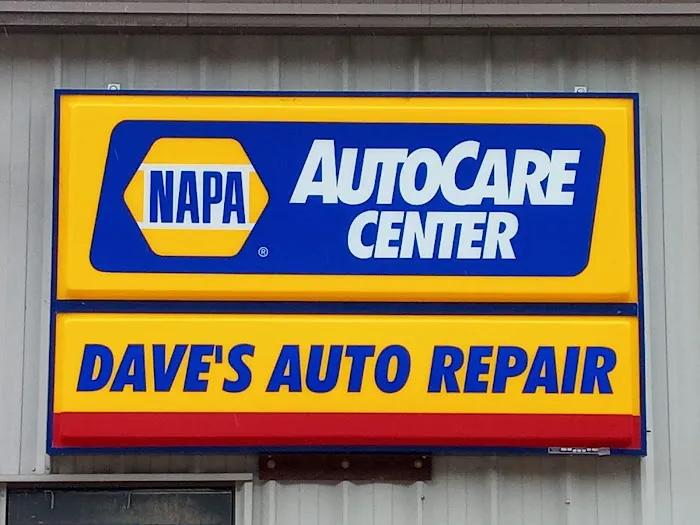 NAPA
®
AUTOCARE
CENTER
DAVE'S AUTO REPAIR